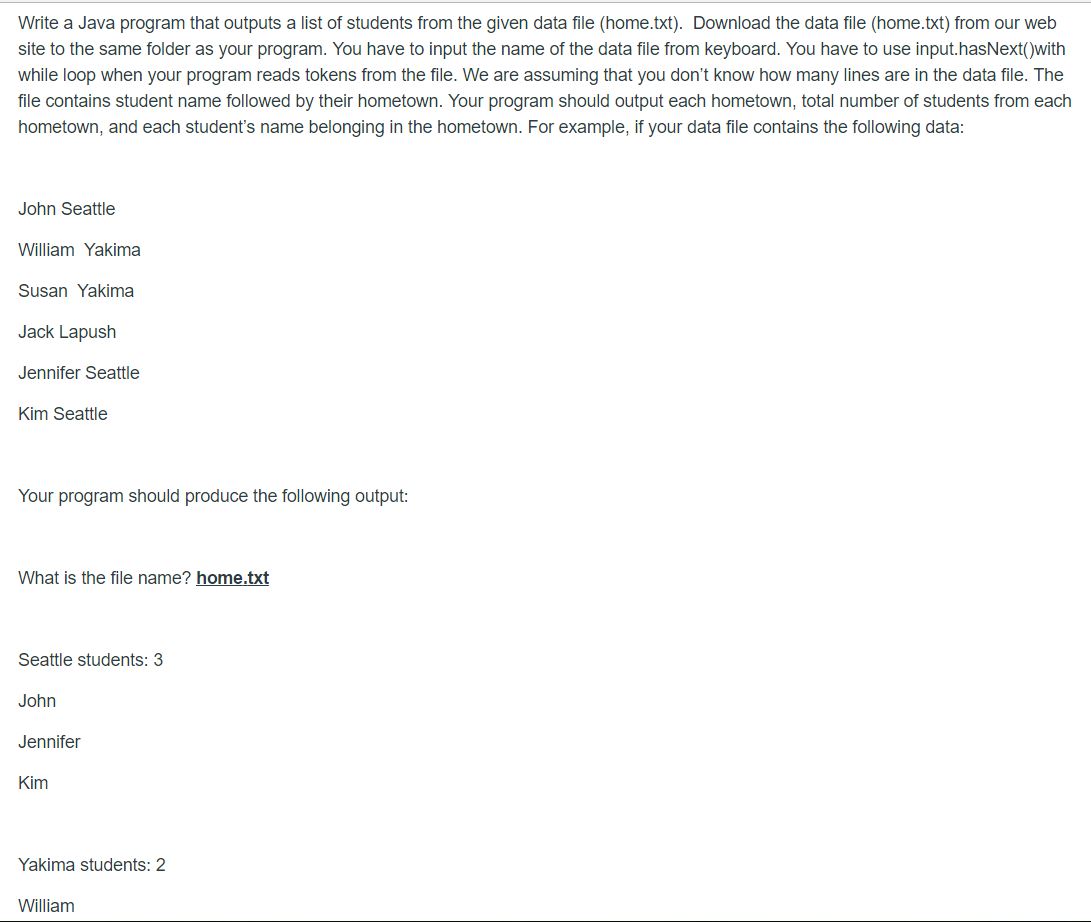 Write a Java program that outputs a list of students from the given data file (home.txt).  Download the data file (home.txt) from our web
site to the same folder as your program. You have to input the name of the data file from keyboard. You have to use input.hasNext()with
while loop when your program reads tokens from the file. We are assuming that you don’t know how many lines are in the data file. The
file contains student name followed by their hometown. Your program should output each hometown, total number of students from each
hometown, and each student’s name belonging in the hometown. For example, if your data file contains the following data:
John Seattle
William  Yakima
Susan  Yakima
Jack Lapush
Jennifer Seattle
Kim Seattle
Your program should produce the following output:
What is the file name? home.txt
Seattle students: 3
John
Jennifer
Kim
Yakima students: 2
William